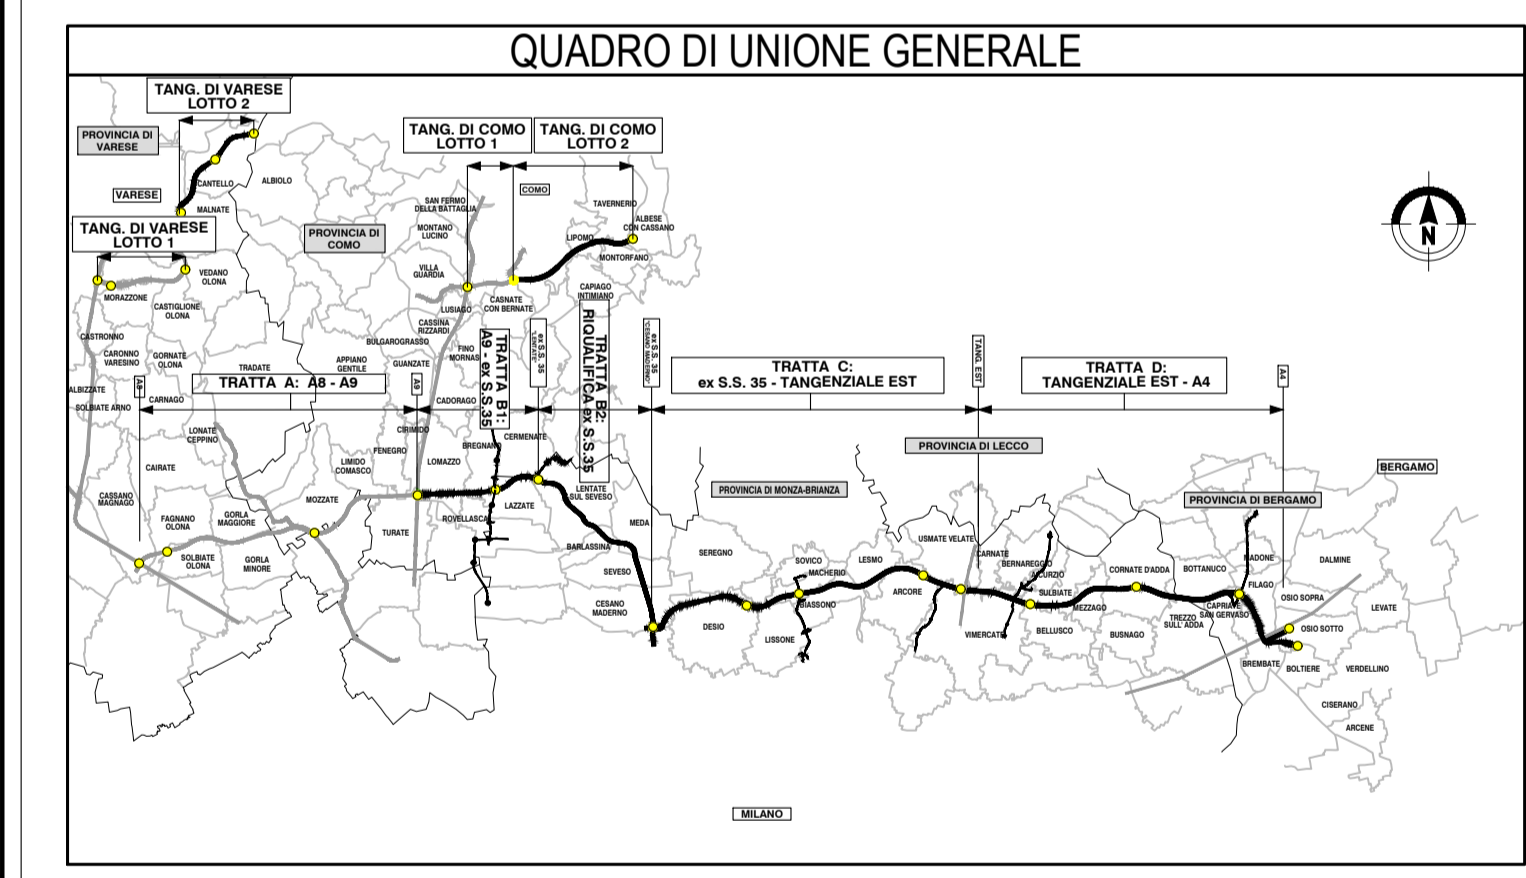 QUADRO DI UNIONE GENERALE
TANG. DI VARESE
LOTTO 2
PROVINCIA DI
VARESE
VARESE
CANTELLO
ALBIOLO
MALNATE
TANG. DI VARESE
LOTTO 1
PROVINCIA DI
COMO
TANG. DI COMO
LOTTO 1
TANG. DI COMO
LOTTO 2
COMO
SAN FERMO
DELLA BATTAGLIA
TAVERNERIO
MONTANO
LUCINO
ALBESE
CON CASSANO
LIPOMO
MONTORFANO
VILLA
GUARDIA
VEDANO
OLONA
MORAZZONE
CASTIGLIONE
OLONA
LUSIAGO
CASNATE
CON BERNATE
CAPIAGO
INTIMIANO
CASSINA
RIZZARDI
BULGAROGRASSO
CASTRONNO
CARONNO
VARESINO
GORNATE
OLONA
TRADATE
APPIANO
GENTILE
GUANZATE
FINO
MORNAS
ALBIZZATE
SOLBIATE ARNO
CARNAGO
A8
TRATTA A: A8 - A9
A9
CADORAGO
TRATTA B1:
A9 - ex S.S.35
ex S.S. 35
"LENTATE"
TRATTA B2:
RIQUALIFICA ex S.S.35
ex S.S. 35
"CESANO MADERNO"
TRATTA C:
ex S.S. 35 - TANGENZIALE EST
TANG. EST
TRATTA D:
TANGENZIALE EST - A4
A4
N
LONATE
CEPPINO
CIRIMIDO
FENEGRO
BREGNANO
CERMENATE
CAIRATE
LIMIDO
COMASCO
LOMAZZO
PROVINCIA DI LECCO
BERGAMO
PROVINCIA DI MONZA-BRIANZA
PROVINCIA DI BERGAMO
CASSANO
MAGNAGO
MOZZATE
LENTATE
SUL SEVESO
LAZZATE
FAGNANO
OLONA
GORLA
MAGGIORE
ROVELLASCA
TURATE
MEDA
BARLASSINA
SOLBIATE
OLONA
GORLA
MINORE
SEVESO
SEREGNO
SOVICO
MACHERIO
LESMO
USMATE VELATE
CARNATE
BERNAREGGIO
AICURZIO
SULBIATE
CORNATE D'ADDA
BOTTANUCO
MADONE
DALMINE
FILAGO
OSIO SOPRA
LEVATE
CESANO
MADERNO
DESIO
LISSONE
BIASSONO
ARCORE
VIMERCATE
BELLUSCO
MEZZAGO
BUSNAGO
TREZZO
SULL' ADDA
CAPRIATE
SAN GERVASO
OSIO SOTTO
BREMBATE
BOLTIERE
VERDELLINO
CISERANO
ARCENE
MILANO